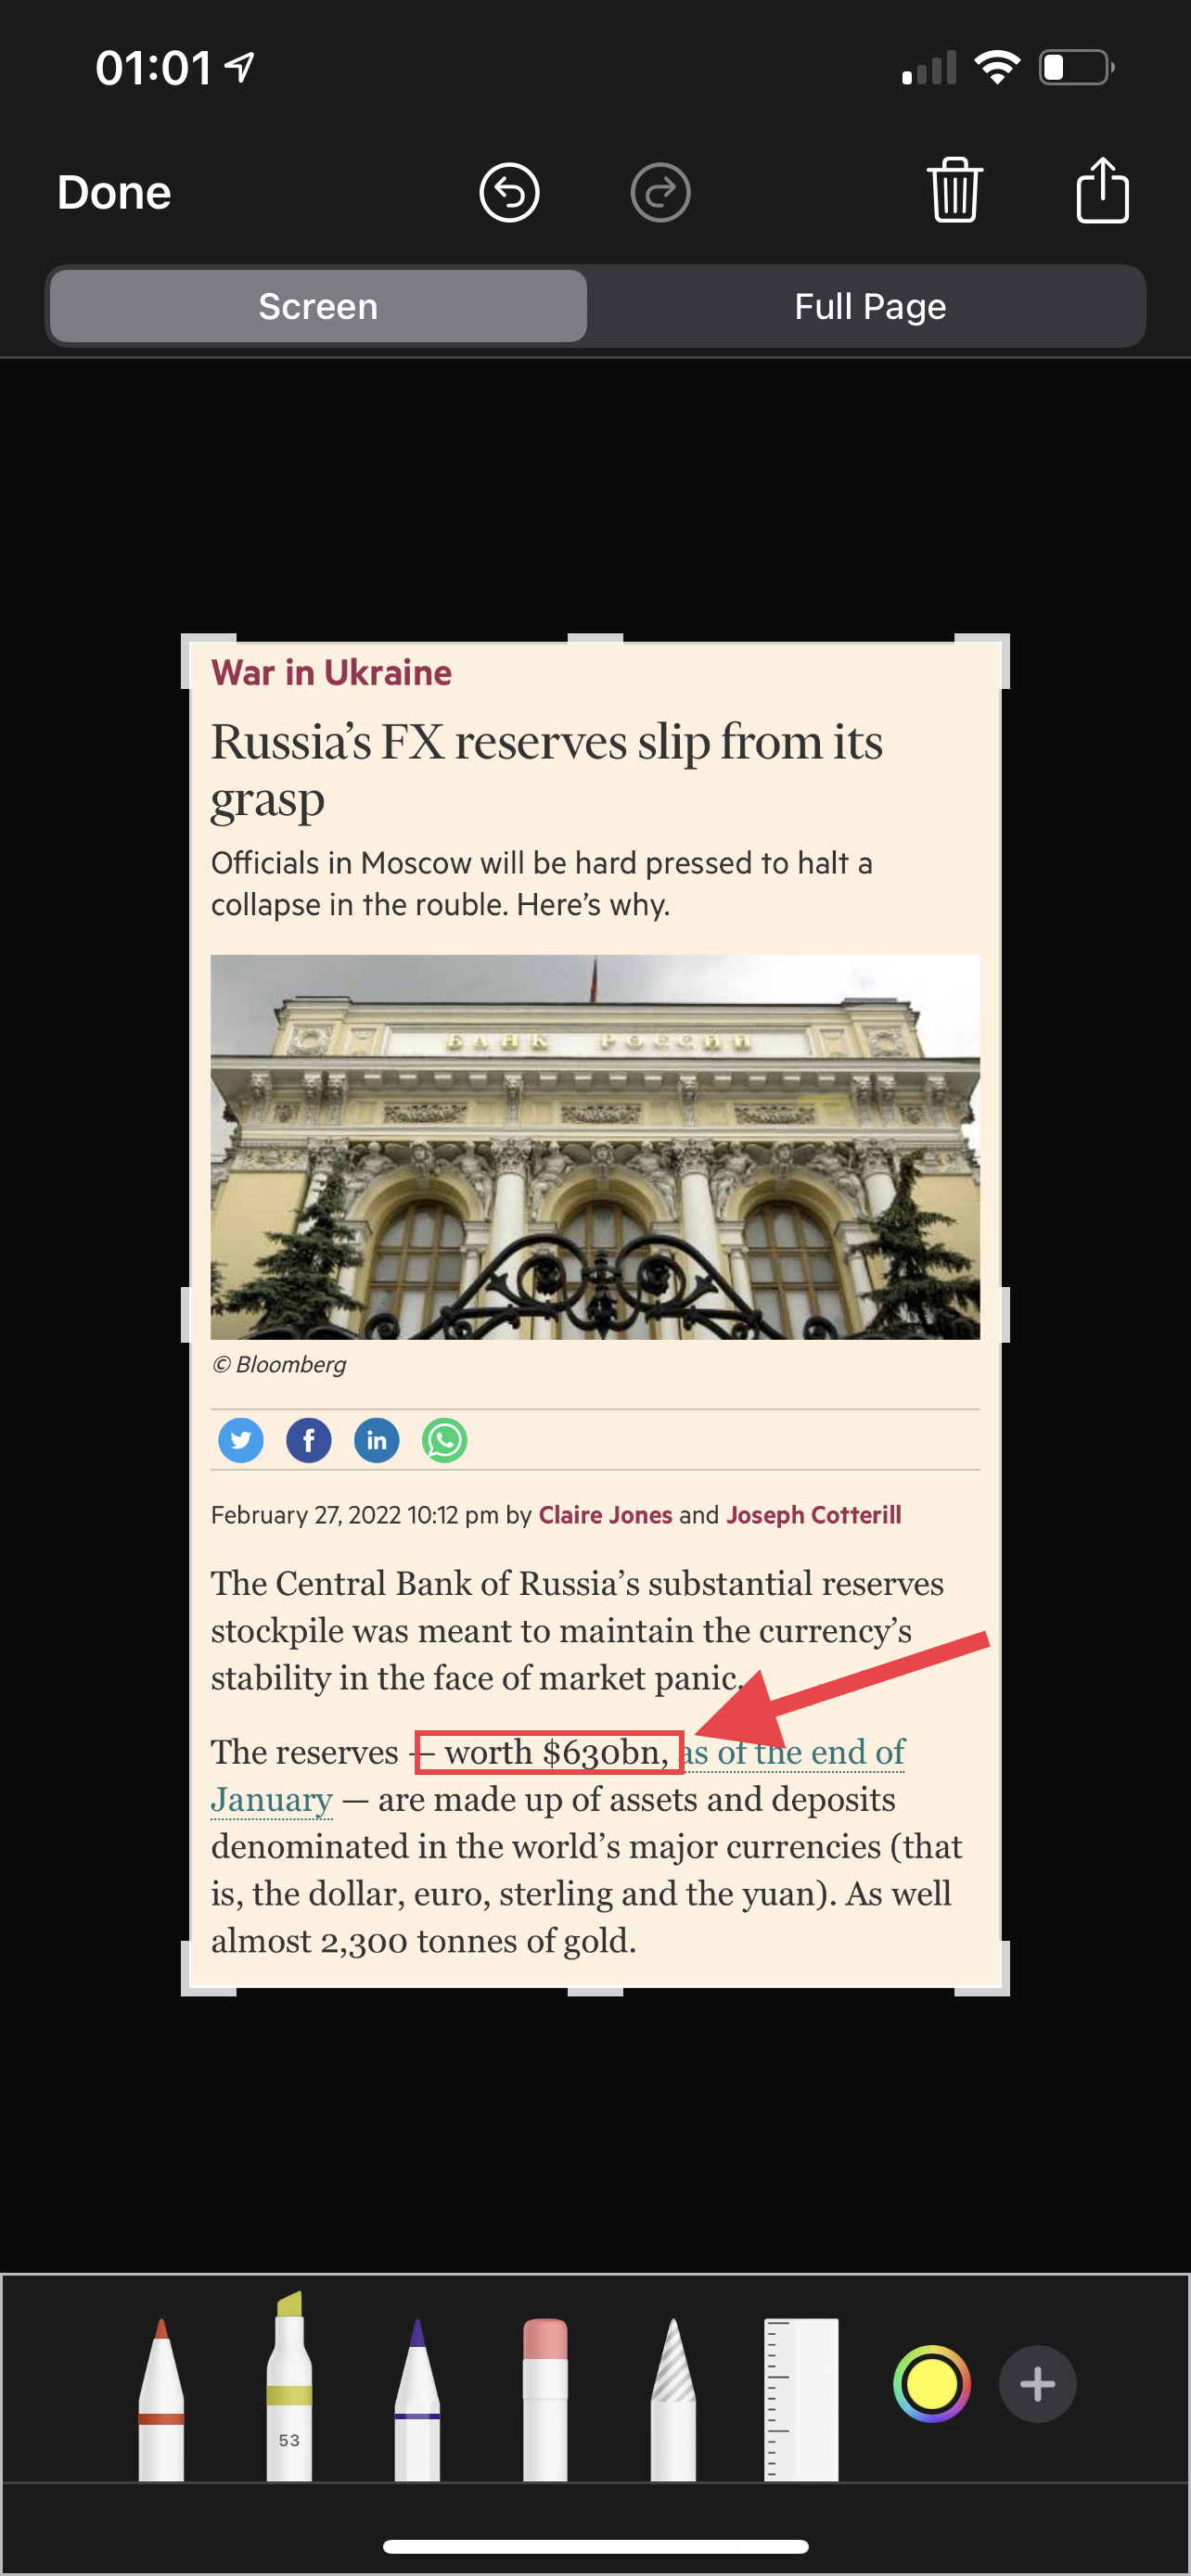 01:01
Done
Screen
Full Page
War in Ukraine
Russia’s FX reserves slip from its
grasp
Officials in Moscow will be hard pressed to halt a
collapse in the rouble. Here’s why.
БАНК РОССИИ
© Bloomberg
f
in
February 27, 2022 10:12 pm by Claire Jones and Joseph Cotterill
The Central Bank of Russia’s substantial reserves
stockpile was meant to maintain the currency’s
stability in the face of market panic.
The reserves — worth $630bn, as of the end of
January — are made up of assets and deposits
denominated in the world’s major currencies (that
is, the dollar, euro, sterling and the yuan). As well
almost 2,300 tonnes of gold.
53